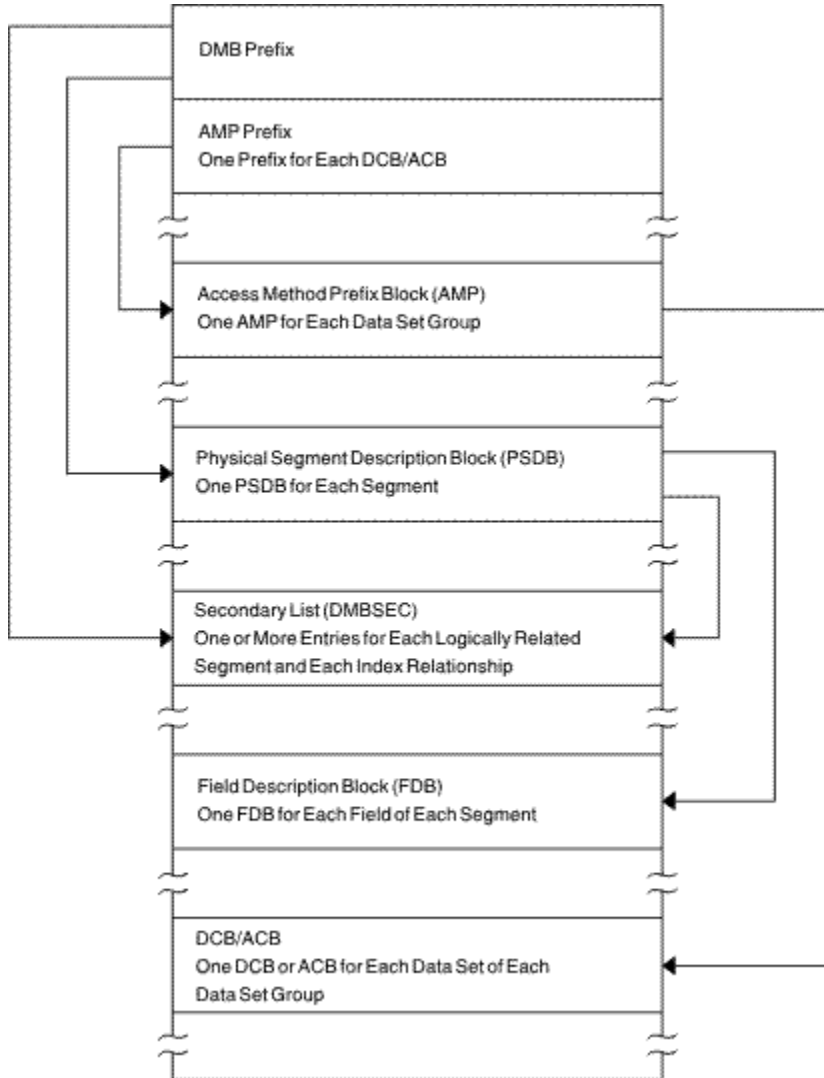 DMB Prefix
AMP Prefix
One Prefix for Each DCB/ACB
Access Method Prefix Block (AMP)
One AMP for Each Data Set Group
Physical Segment Description Block (PSDB)
One PSDB for Each Segment
Secondary List (DMBSEC)
One or More Entries for Each Logically Related
Segment and Each Index Relationship
Field Description Block (FDB)
One FDB for Each Field of Each Segment
DCB/ACB
One DCB or ACB for Each Data Set of Each
Data Set Group